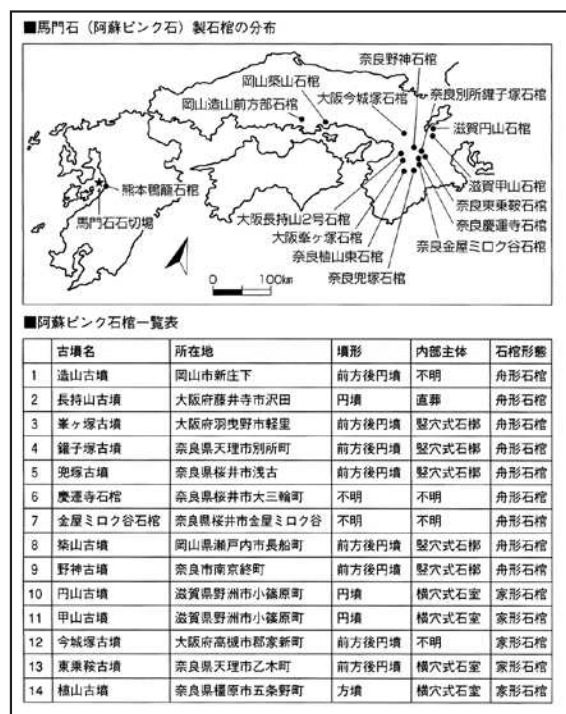 ■馬門石（阿蘇ピンク石）製石棺の分布
奈良野神石棺
岡山築山石棺
奈良別所鑵子塚石棺
大阪今城塚石棺
岡山造山前方部石棺
滋賀円山石棺
滋賀甲山石棺
熊本鴨籠石棺
奈良東乗鞍石棺
大阪長持山2号石棺
奈良慶運寺石棺
馬門石石切場
大阪峯ヶ塚石棺
奈良金屋ミロク谷石棺
奈良植山東石棺
奈良兜塚石棺
0 100km
■阿蘇ピンク石棺一覧表
古墳名 所在地 墳形 内部主体 石棺形態
1 造山古墳 岡山市新庄下 前方後円墳 不明 舟形石棺
2 長持山古墳 大阪府藤井寺市沢田 円墳 直葬 舟形石棺
3 峯ヶ塚古墳 大阪府羽曳野市軽里 前方後円墳 竪穴式石槨 舟形石棺
4 鑵子塚古墳 奈良県天理市別所町 前方後円墳 竪穴式石槨 舟形石棺
5 兜塚古墳 奈良県桜井市浅古 前方後円墳 竪穴式石槨 舟形石棺
6 慶運寺石棺 奈良県桜井市大三輪町 不明 不明 舟形石棺
7 金屋ミロク谷石棺 奈良県桜井市金屋ミロク谷 不明 不明 舟形石棺
8 築山古墳 岡山県瀬戸内市長船町 前方後円墳 竪穴式石槨 舟形石棺
9 野神古墳 奈良市南京終町 前方後円墳 竪穴式石槨 舟形石棺
10 円山古墳 滋賀県野洲市小篠原町 円墳 横穴式石室 家形石棺
11 甲山古墳 滋賀県野洲市小篠原町 円墳 横穴式石室 家形石棺
12 今城塚古墳 大阪府高槻市郡家新町 前方後円墳 不明 家形石棺
13 東乗鞍古墳 奈良県天理市乙木町 前方後円墳 横穴式石室 家形石棺
14 植山古墳 奈良県橿原市五条野町 方墳 横穴式石室 家形石棺